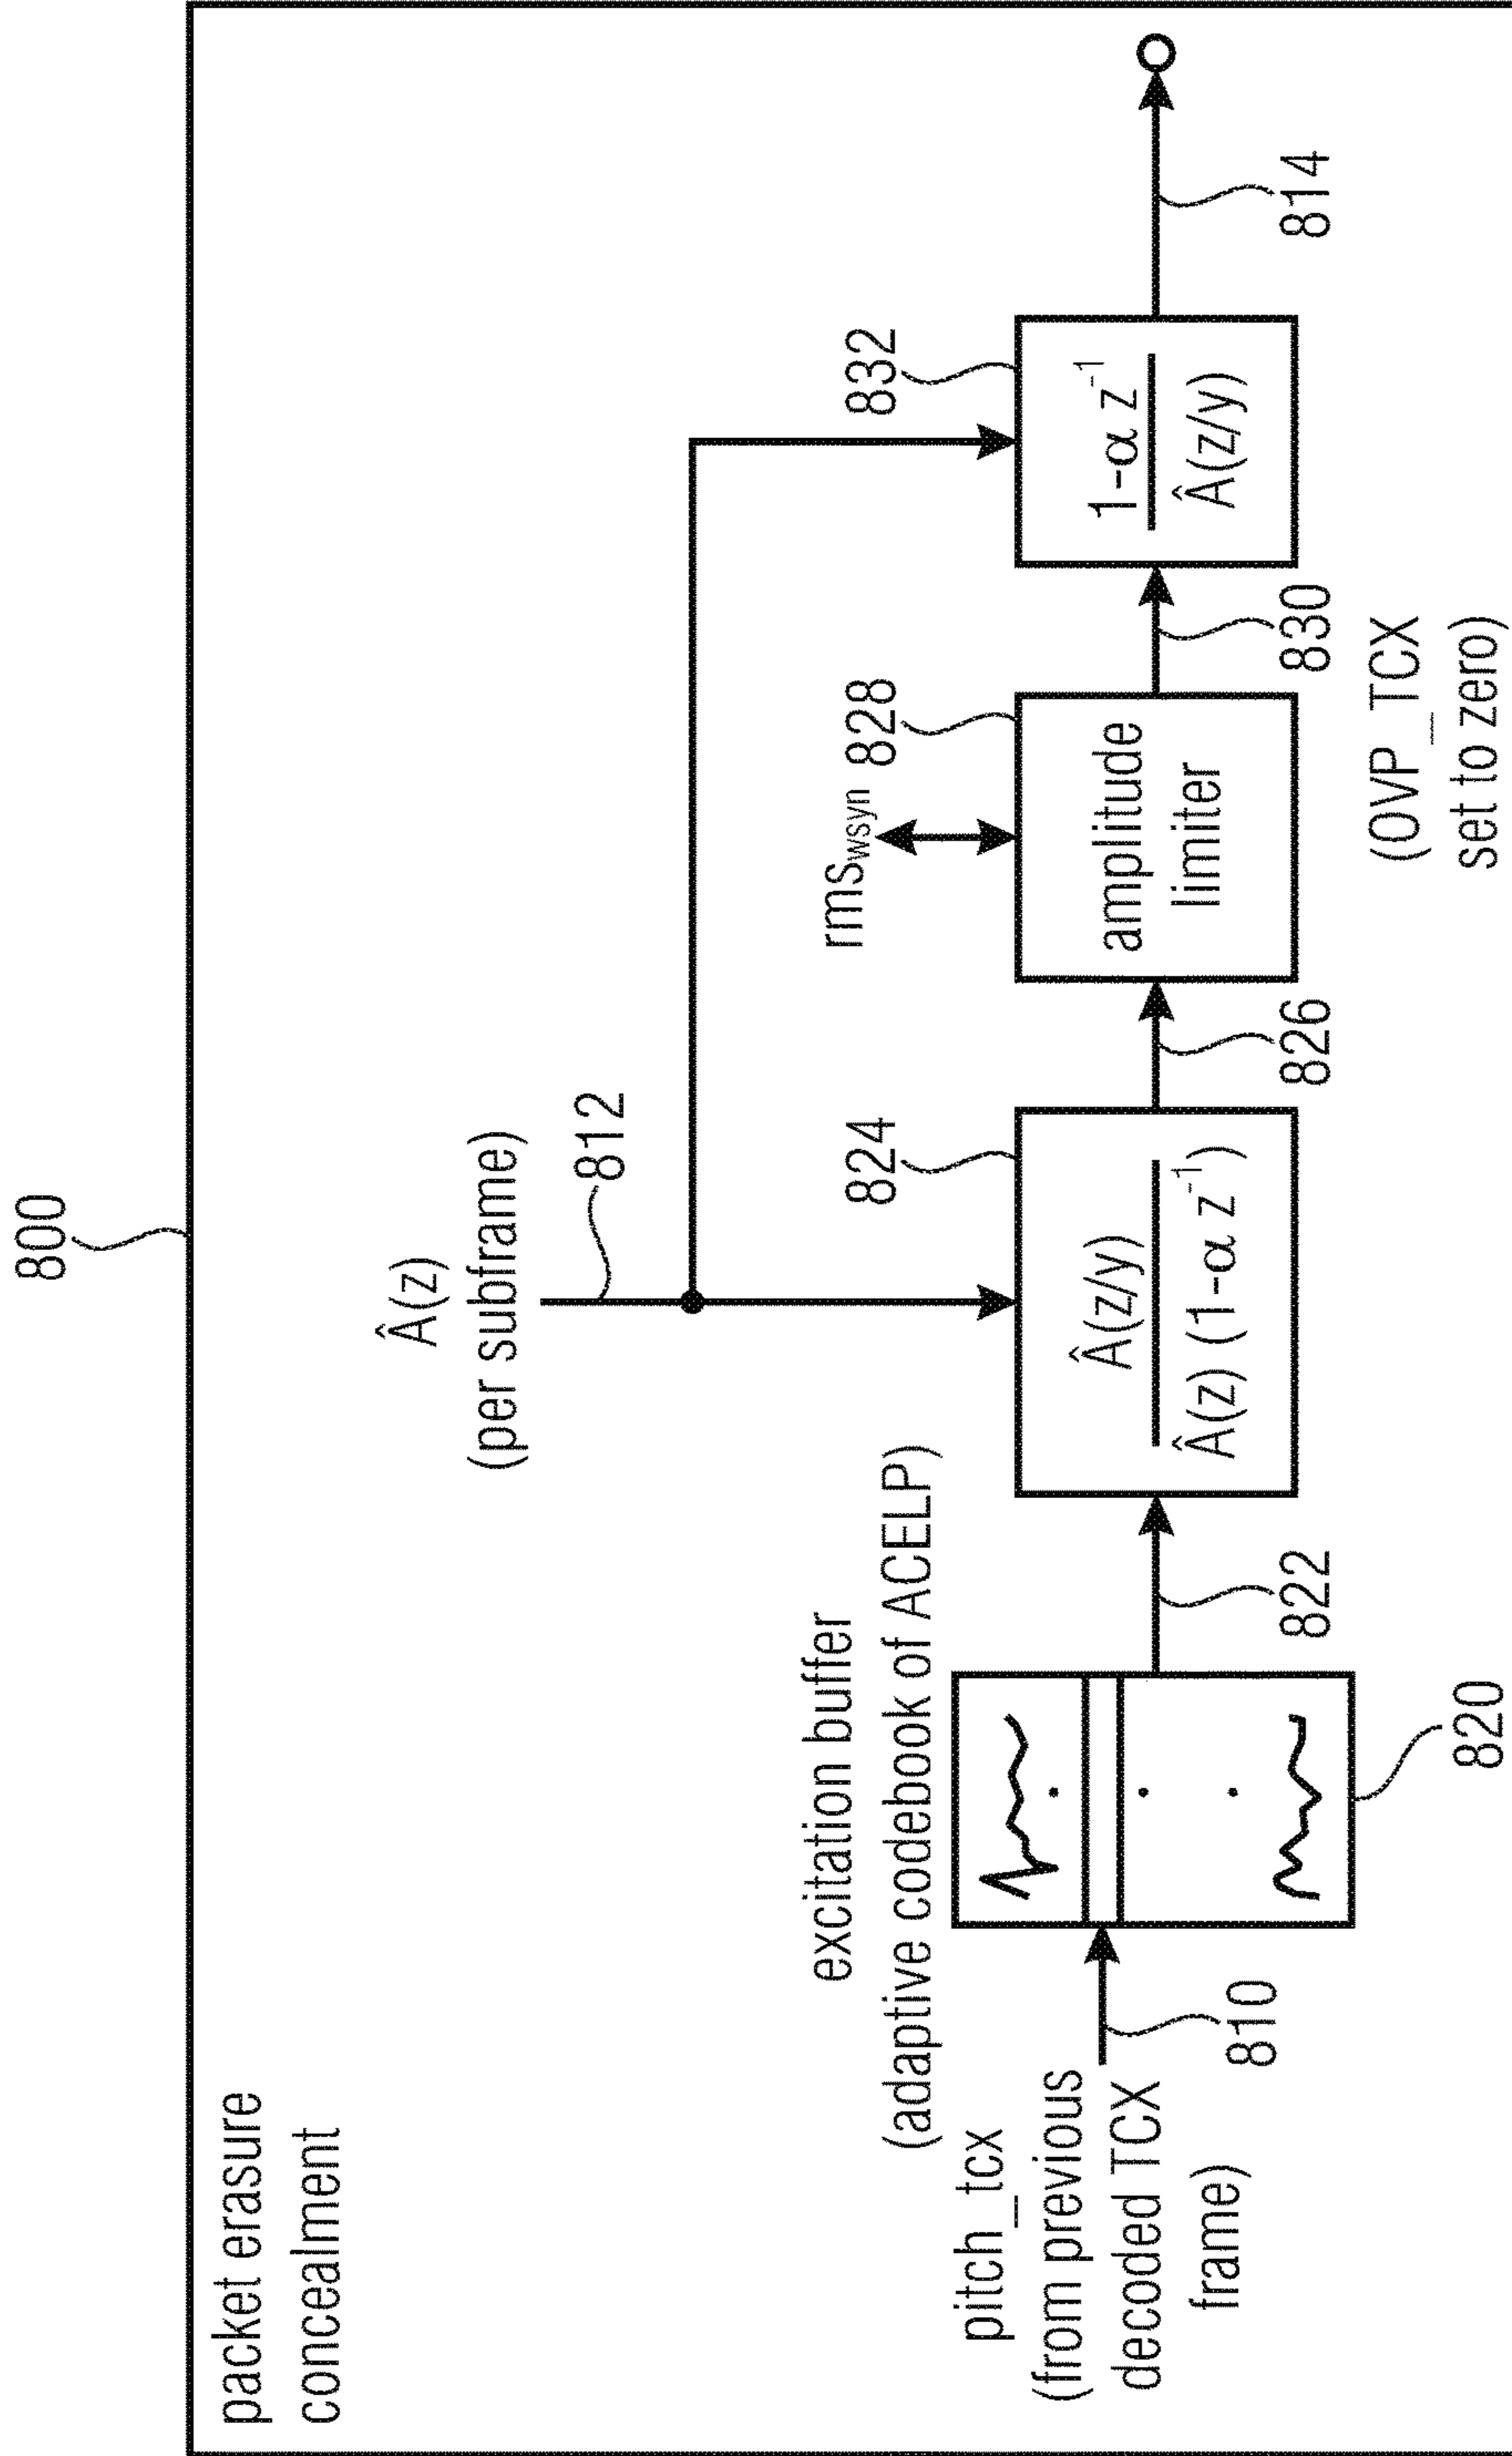 800
packet erasure
concealment
Â(z)
(per subframe)
812
excitation buffer
(adaptive codebook of ACELP)
pitch_tcx
(from previous
decoded TCX
frame)
810
820
822
824
Â(z/y)
Â(z) (1-α z⁻¹)
826
rms_wsyn
828
amplitude
limiter
830
(OVP_TCX
set to zero)
832
1-α z⁻¹
Â(z/y)
814